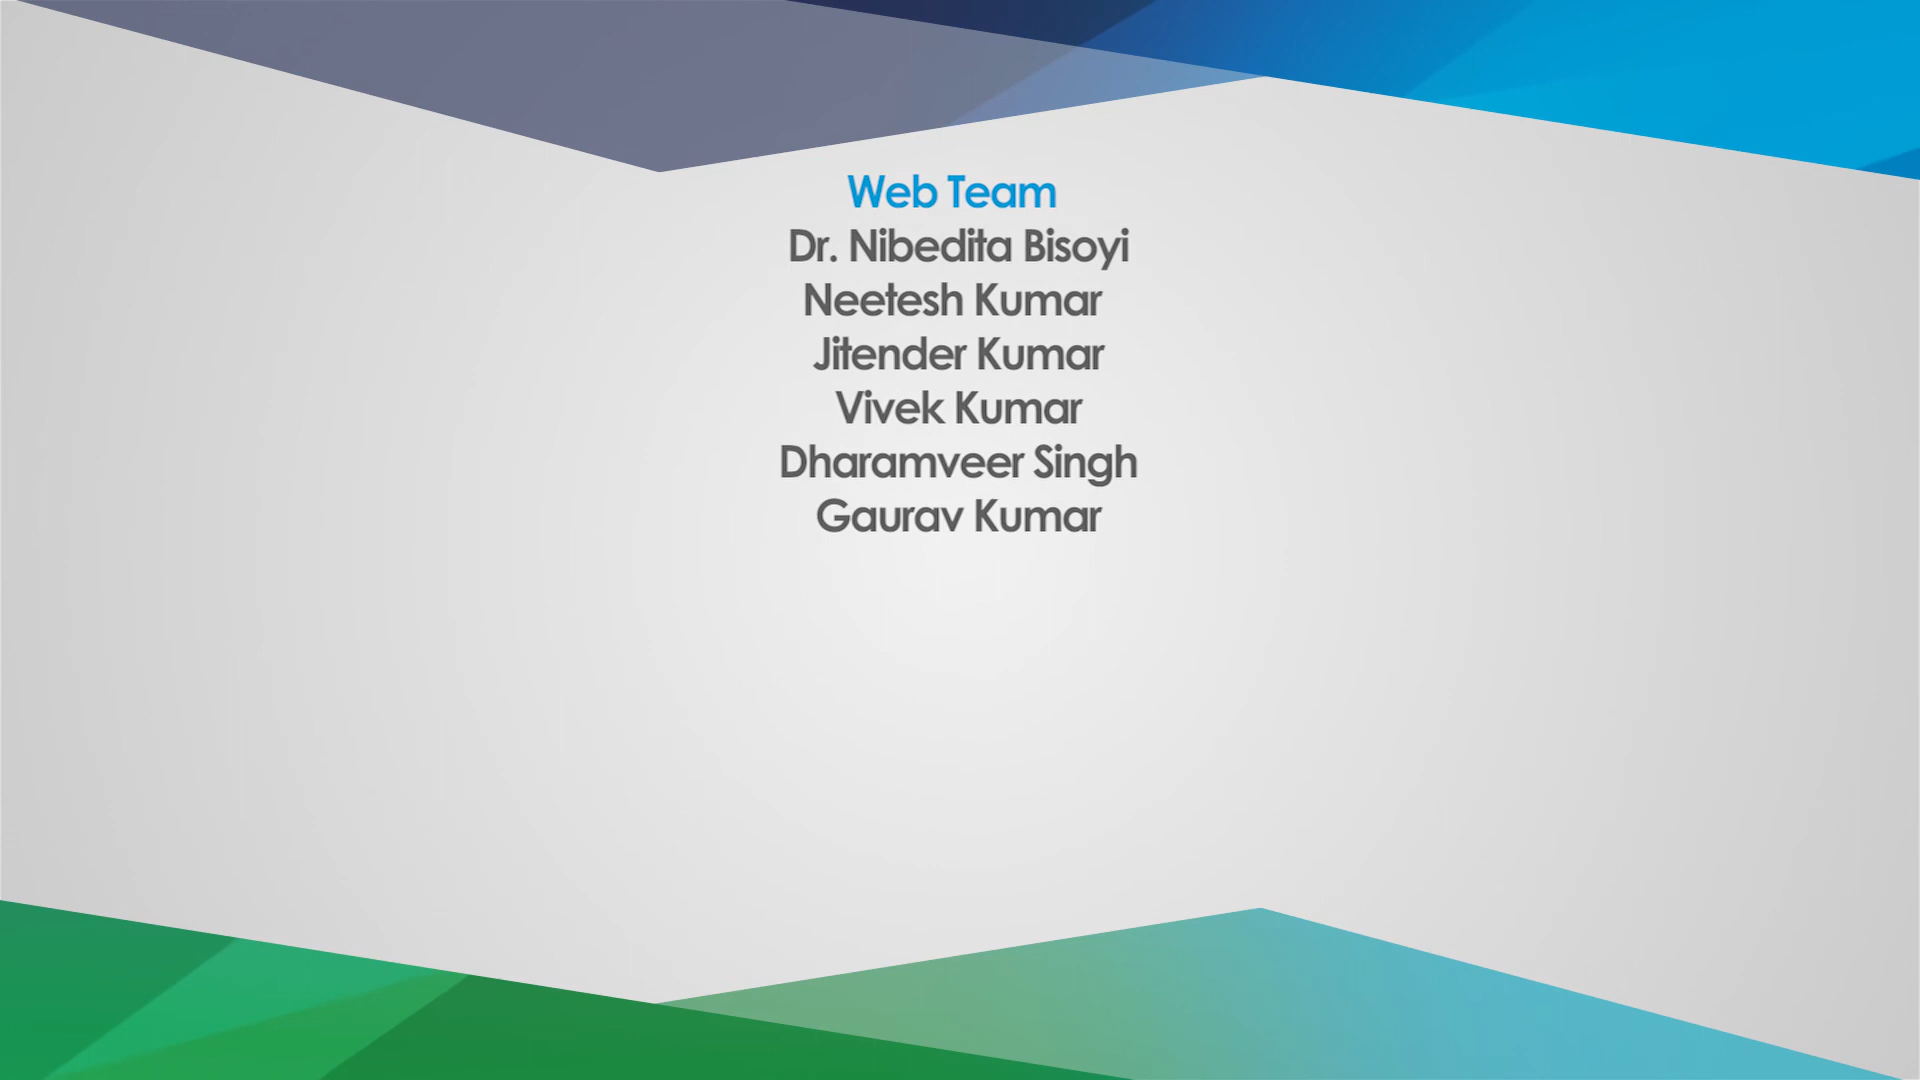 Web Team
Dr. Nibedita Bisoyi
Neetesh Kumar
Jitender Kumar
Vivek Kumar
Dharamveer Singh
Gaurav Kumar